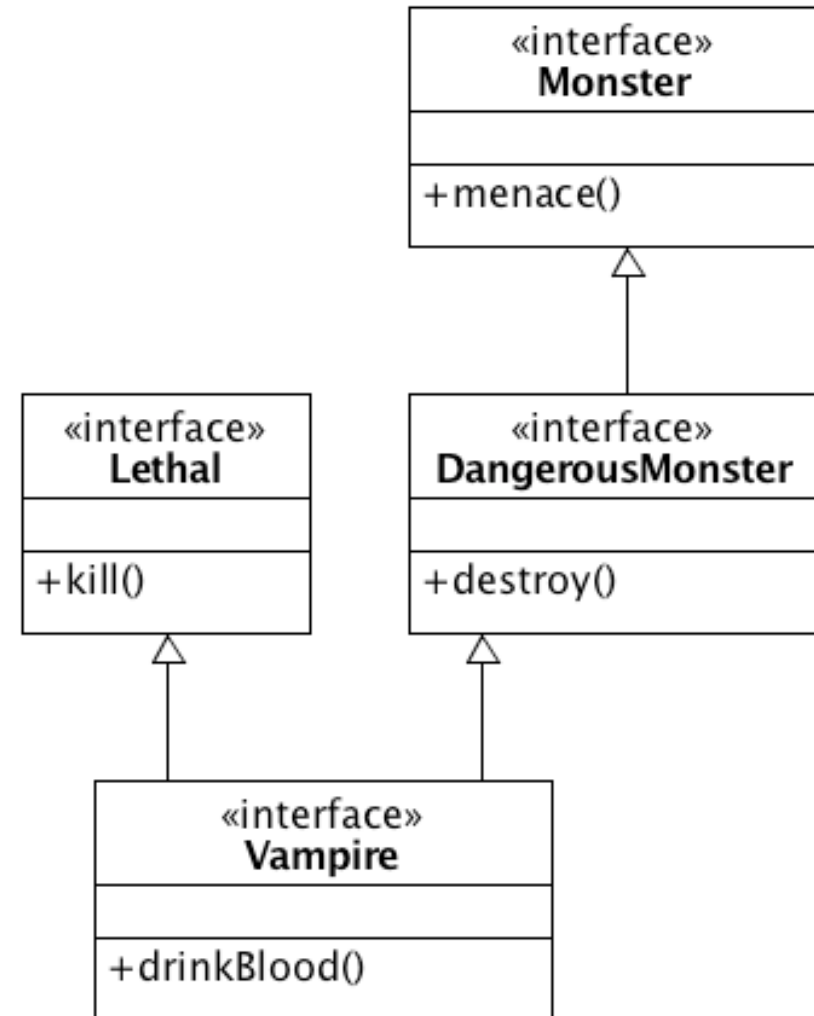 «interface»
Monster
+menace()
«interface»
Lethal
+kill()
«interface»
DangerousMonster
+destroy()
«interface»
Vampire
+drinkBlood()